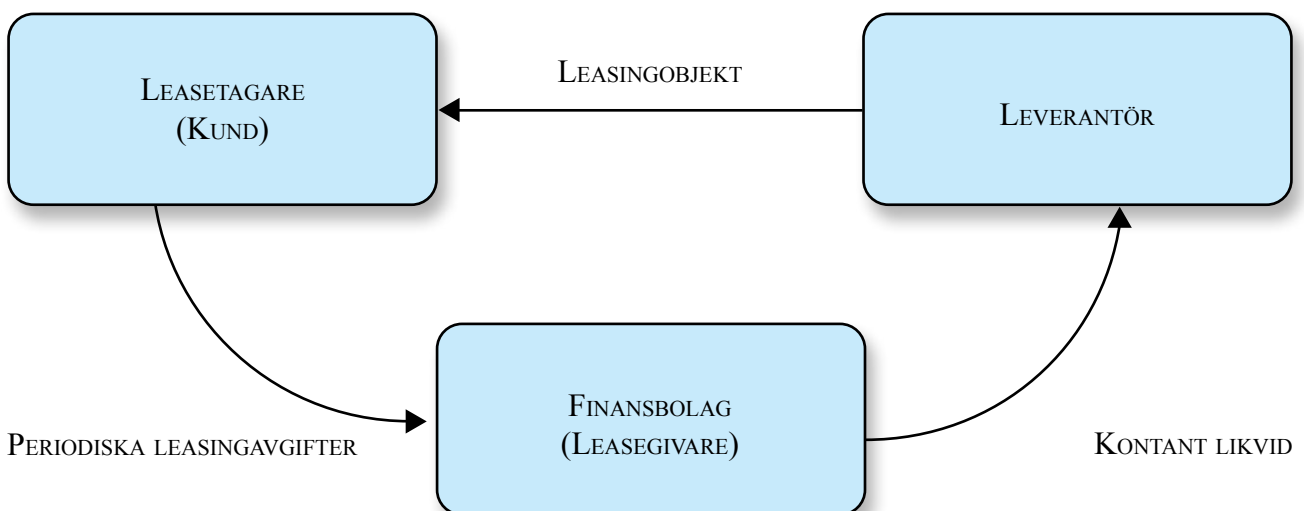 Leasingobjekt
Leasetagare
(Kund)
Leverantör
Finansbolag
(Leasegivare)
Periodiska leasingavgifter
Kontant likvid